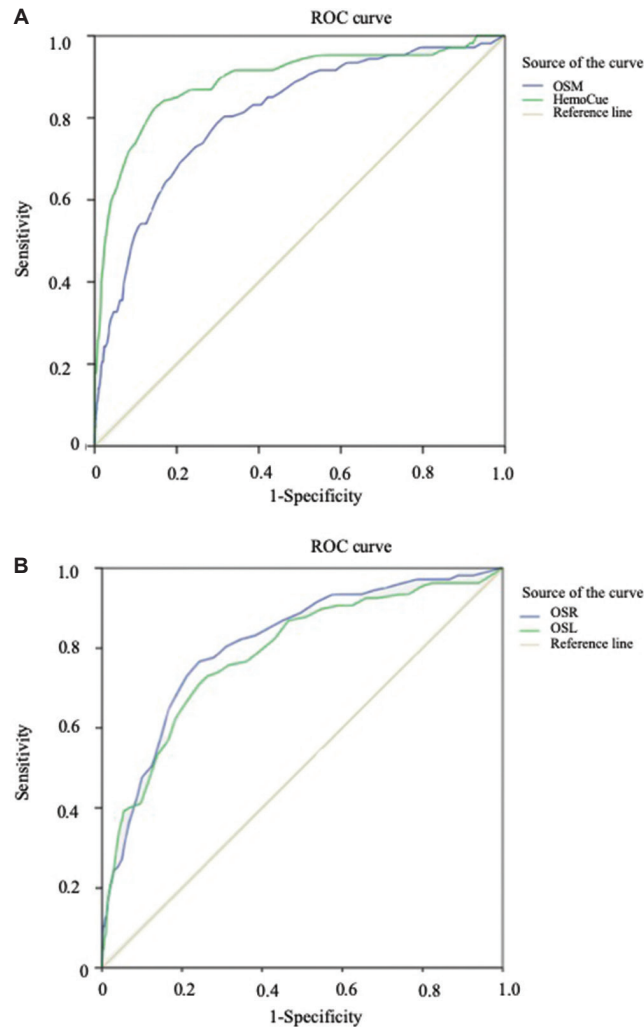 A
ROC curve
1.0
0.8
0.6
0.4
0.2
0
0 0.2 0.4 0.6 0.8 1.0
Sensitivity
1-Specificity
Source of the curve
OSM
HemoCue
Reference line
B
ROC curve
1.0
0.8
0.6
0.4
0.2
0
0 0.2 0.4 0.6 0.8 1.0
Sensitivity
1-Specificity
Source of the curve
OSR
OSL
Reference line